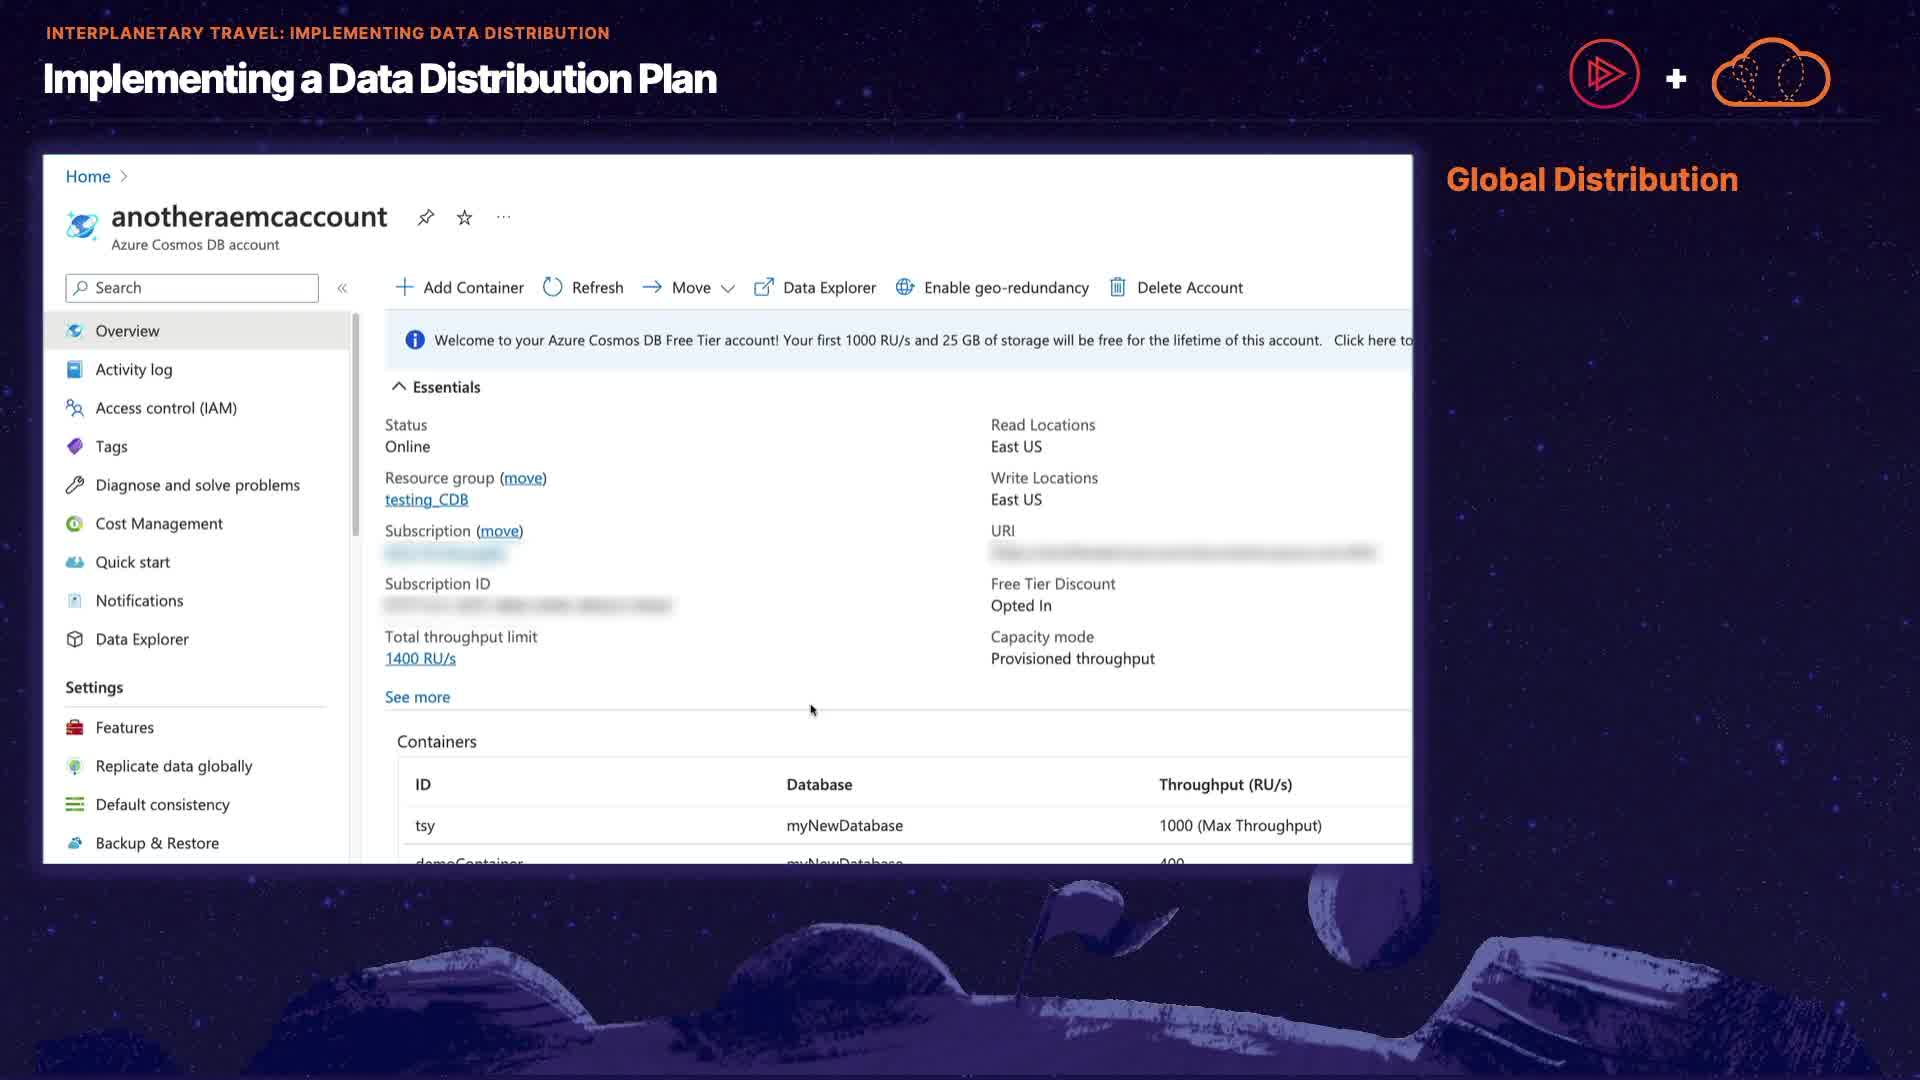 INTERPLANETARY TRAVEL: IMPLEMENTING DATA DISTRIBUTION
Implementing a Data Distribution Plan
Global Distribution
Home
anotheraemcaccount
Azure Cosmos DB account
Search
Add Container Refresh Move Data Explorer Enable geo-redundancy Delete Account
Overview
Activity log
Access control (IAM)
Tags
Diagnose and solve problems
Cost Management
Quick start
Notifications
Data Explorer
Settings
Features
Replicate data globally
Default consistency
Backup & Restore
Welcome to your Azure Cosmos DB Free Tier account! Your first 1000 RU/s and 25 GB of storage will be free for the lifetime of this account. Click here to
Essentials
Status
Online
Resource group (move)
testing_CDB
Subscription (move)
Subscription ID
Total throughput limit
1400 RU/s
See more
Read Locations
East US
Write Locations
East US
URI
Free Tier Discount
Opted In
Capacity mode
Provisioned throughput
Containers
ID Database Throughput (RU/s)
tsy myNewDatabase 1000 (Max Throughput)
demoContainer myNewDatabase 400